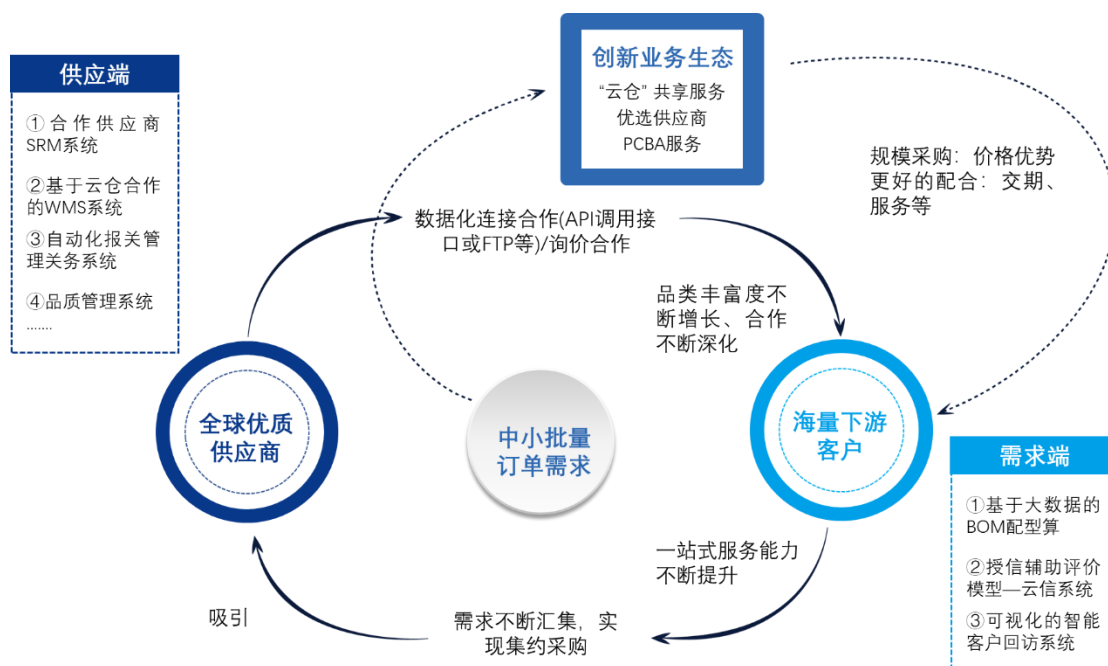 供应端
①合作供应商
SRM系统
②基于云仓合作
的WMS系统
③自动化报关管
理关务系统
④品质管理系统
.......
创新业务生态
“云仓” 共享服务
优选供应商
PCBA服务
规模采购：价格优势
更好的配合：交期、
服务等
数据化连接合作(API调用接
口或FTP等)/询价合作
品类丰富度不
断增长、合作
不断深化
全球优质
供应商
中小批量
订单需求
海量下游
客户
需求端
①基于大数据的
BOM配型算
②授信辅助评价
模型—云信系统
③可视化的智能
客户回访系统
一站式服务能力
不断提升
需求不断汇集，实
现集约采购
吸引